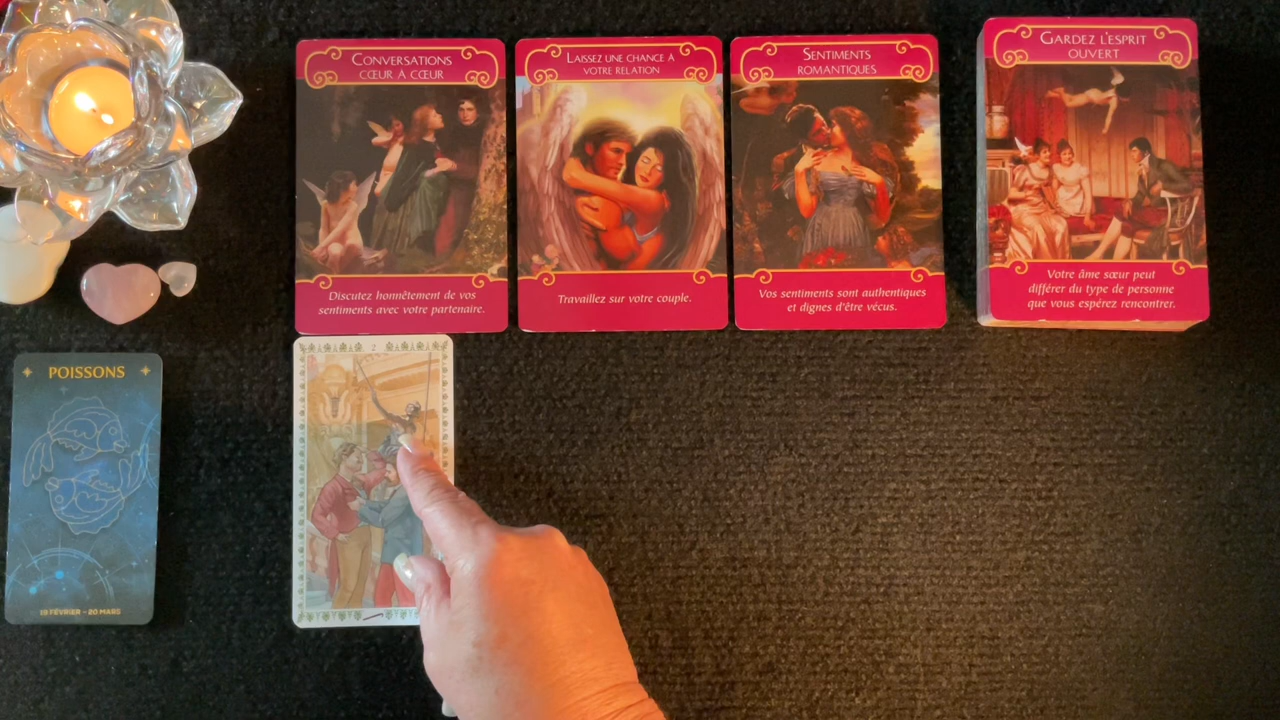 CONVERSATIONS
CŒUR A CŒUR
Discutez honnêtement de vos
sentiments avec votre partenaire.
LAISSEZ UNE CHANCE À
VOTRE RELATION
Travaillez sur votre couple.
SENTIMENTS
ROMANTIQUES
Vos sentiments sont authentiques
et dignes d'être vécus.
GARDEZ L'ESPRIT
OUVERT
Votre âme sœur peut
différer du type de personne
que vous espérez rencontrer.
POISSONS
19 FÉVRIER - 20 MARS
2